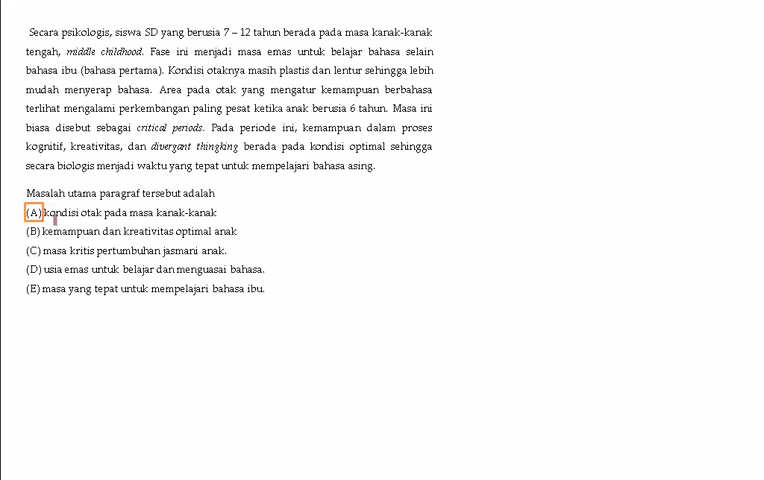 Secara psikologis, siswa SD yang berusia 7 – 12 tahun berada pada masa kanak-kanak
tengah, middle childhood. Fase ini menjadi masa emas untuk belajar bahasa selain
bahasa ibu (bahasa pertama). Kondisi otaknya masih plastis dan lentur sehingga lebih
mudah menyerap bahasa. Area pada otak yang mengatur kemampuan berbahasa
terlihat mengalami perkembangan paling pesat ketika anak berusia 6 tahun. Masa ini
biasa disebut sebagai critical periods. Pada periode ini, kemampuan dalam proses
kognitif, kreativitas, dan divergant thingking berada pada kondisi optimal sehingga
secara biologis menjadi waktu yang tepat untuk mempelajari bahasa asing.
Masalah utama paragraf tersebut adalah
(A) kondisi otak pada masa kanak-kanak
(B) kemampuan dan kreativitas optimal anak
(C) masa kritis pertumbuhan jasmani anak.
(D) usia emas untuk belajar dan menguasai bahasa.
(E) masa yang tepat untuk mempelajari bahasa ibu.